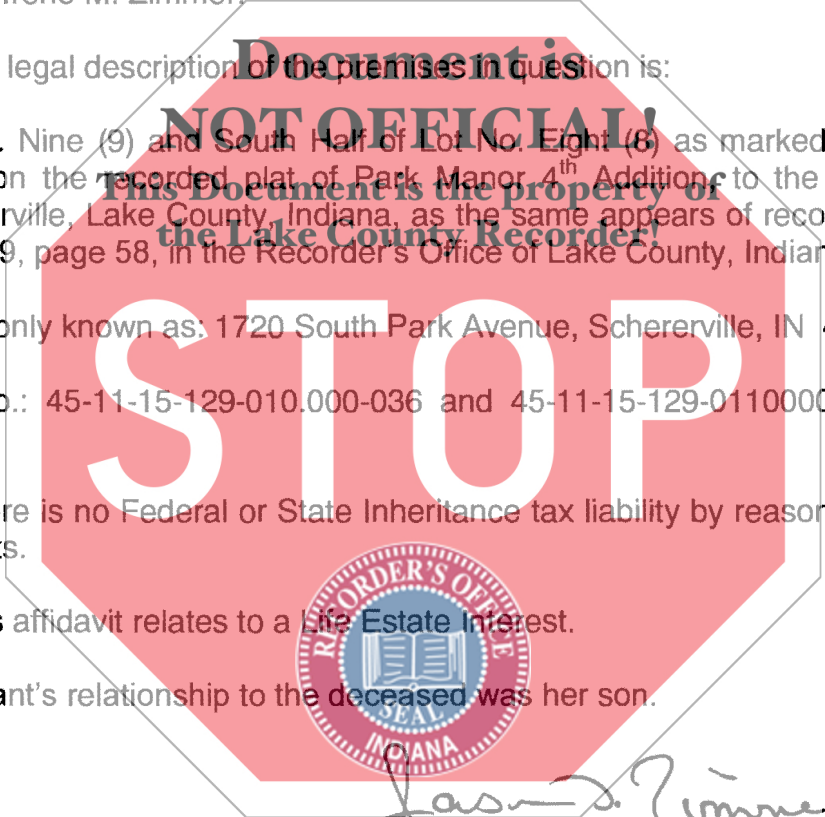 M. Zimmer.
Document is
legal description of the premises in question is:
NOT OFFICIAL!
Nine (9) and South Half of Lot No. Eight (8) as marked
on the recorded plat of Park Manor 4th Addition, to the
This Document is the property of
rville, Lake County, Indiana, as the same appears of reco
the Lake County Recorder!
9, page 58, in the Recorder's Office of Lake County, Indian
only known as: 1720 South Park Avenue, Schererville, IN
o.: 45-11-15-129-010.000-036 and 45-11-15-129-0110000
STOP
re is no Federal or State Inheritance tax liability by reason
s.
s affidavit relates to a Life Estate Interest.
ant's relationship to the deceased was her son.
RECORDER'S OFFICE
SEAL
INDIANA